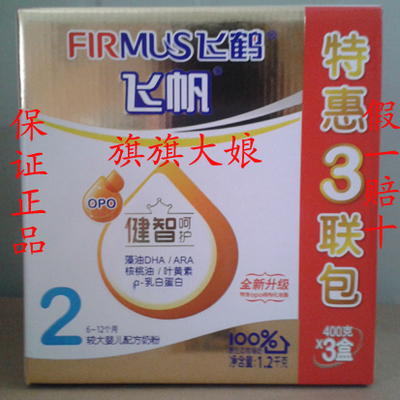 FIRMUS飞鹤
飞帆
特惠3联包
保证正品
旗旗大娘
假一赔十
OPO
健智呵护
藻油DHA / ARA
核桃油 / 叶黄素
α-乳白蛋白
全新升级
2
6~12个月
较大婴儿配方奶粉
100%
净含量:1.2千克
400克
x3盒